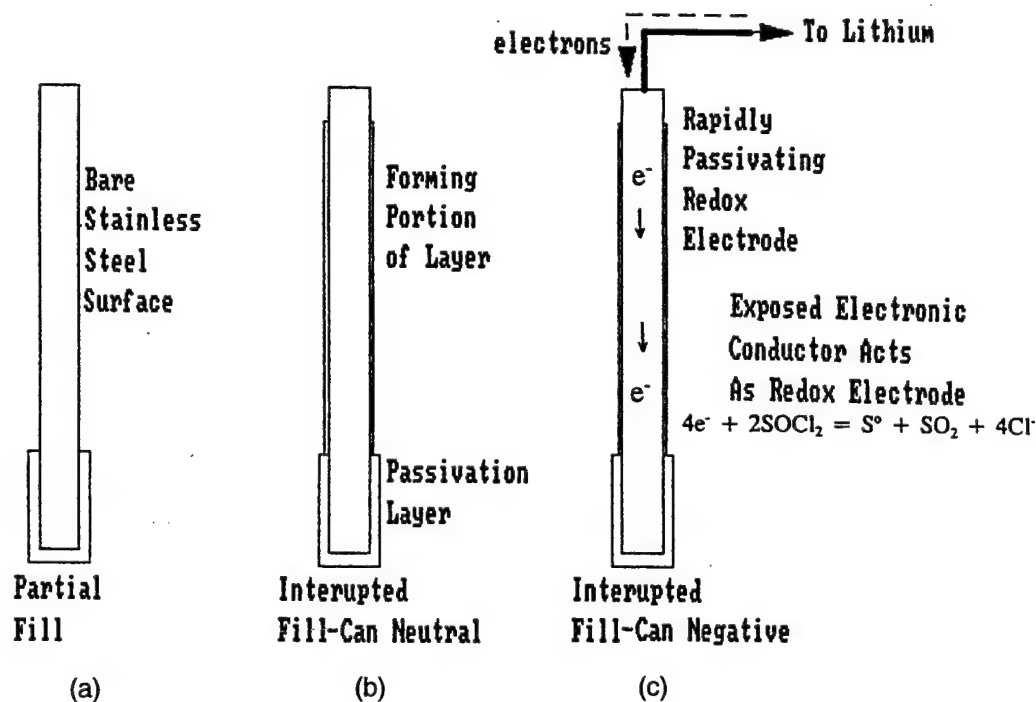 electrons
To Lithium
Bare
Stainless
Steel
Surface
Forming
Portion
of Layer
e⁻
Rapidly
Passivating
Redox
Electrode
Exposed Electronic
Conductor Acts
As Redox Electrode
e⁻
4e⁻ + 2SOCl₂ = S° + SO₂ + 4Cl⁻
Passivation
Layer
Partial
Fill
Interupted
Fill-Can Neutral
Interupted
Fill-Can Negative
(a)
(b)
(c)